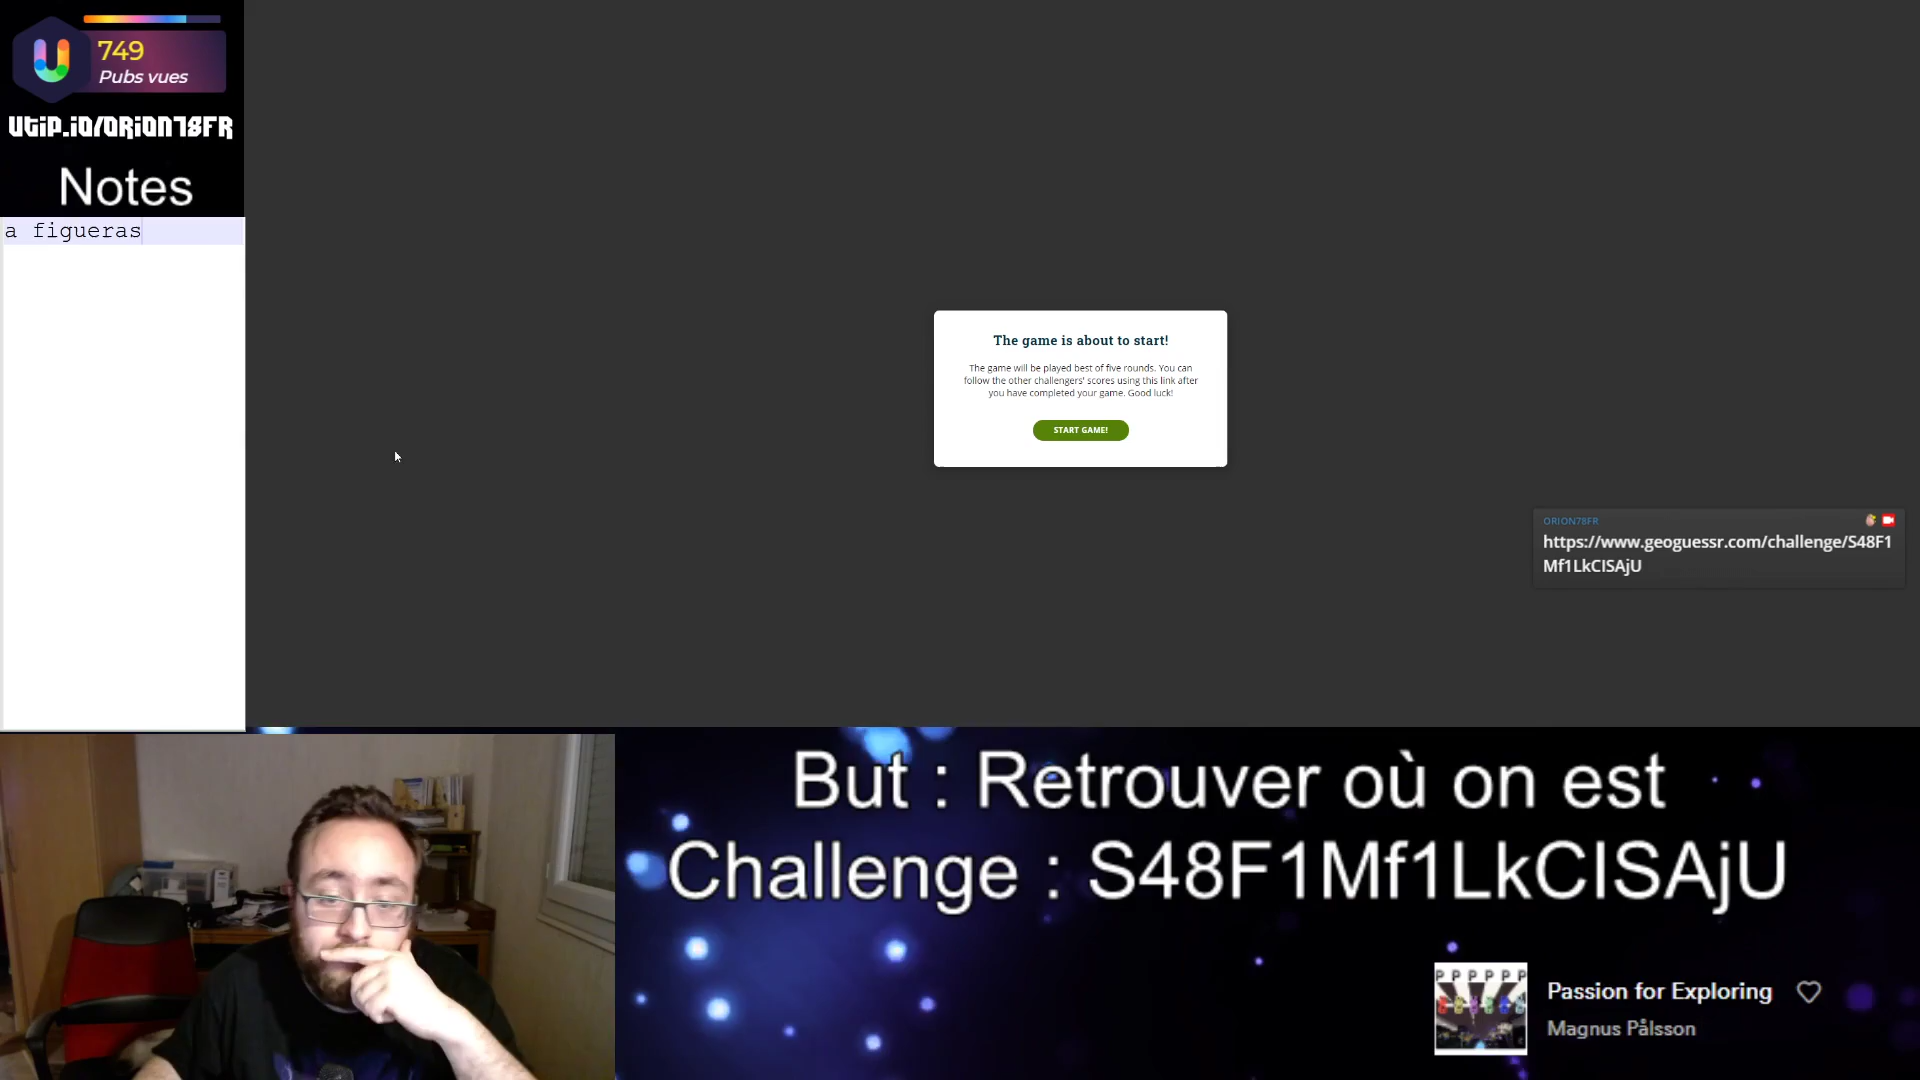 749
Pubs vues
UtiP.iO/ORiON78FR
Notes
a figueras
The game is about to start!
The game will be played best of five rounds. You can
follow the other challengers' scores using this link after
you have completed your game. Good luck!
START GAME!
ORION78FR
https://www.geoguessr.com/challenge/S48F1
Mf1LkCISAjU
But : Retrouver où on est
Challenge : S48F1Mf1LkCISAjU
P P P P P P
Passion for Exploring
Magnus Pålsson